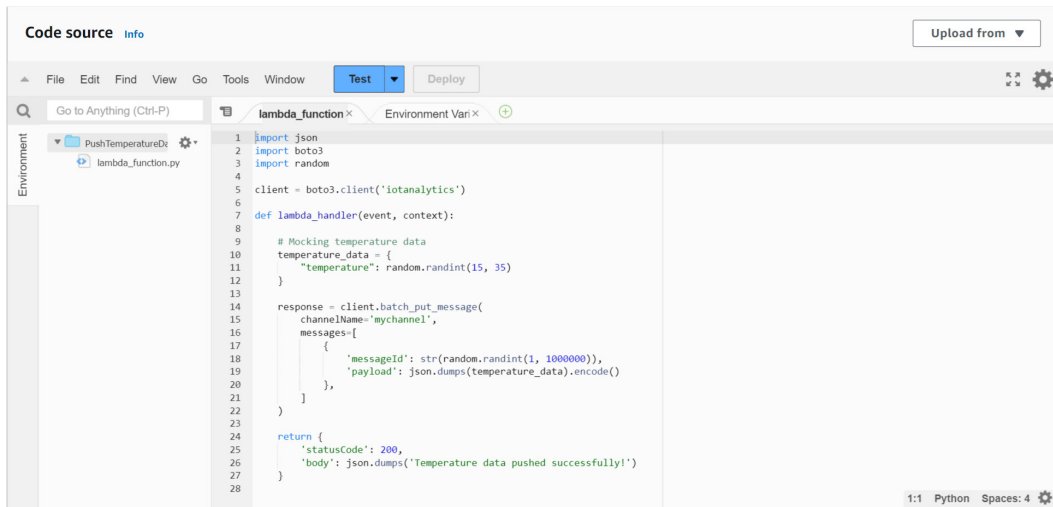 Code source Info
Upload from
File Edit Find View Go Tools Window Test Deploy
Go to Anything (Ctrl-P)
lambda_function × Environment Vari ×
Environment
PushTemperatureDa
lambda_function.py
1 import json
2 import boto3
3 import random
4
5 client = boto3.client('iotanalytics')
6
7 def lambda_handler(event, context):
8
9     # Mocking temperature data
10     temperature_data = {
11         "temperature": random.randint(15, 35)
12     }
13
14     response = client.batch_put_message(
15         channelName='mychannel',
16         messages=[
17             {
18                 'messageId': str(random.randint(1, 1000000)),
19                 'payload': json.dumps(temperature_data).encode()
20             },
21         ]
22     )
23
24     return {
25         'statusCode': 200,
26         'body': json.dumps('Temperature data pushed successfully!')
27     }
28
1:1 Python Spaces: 4